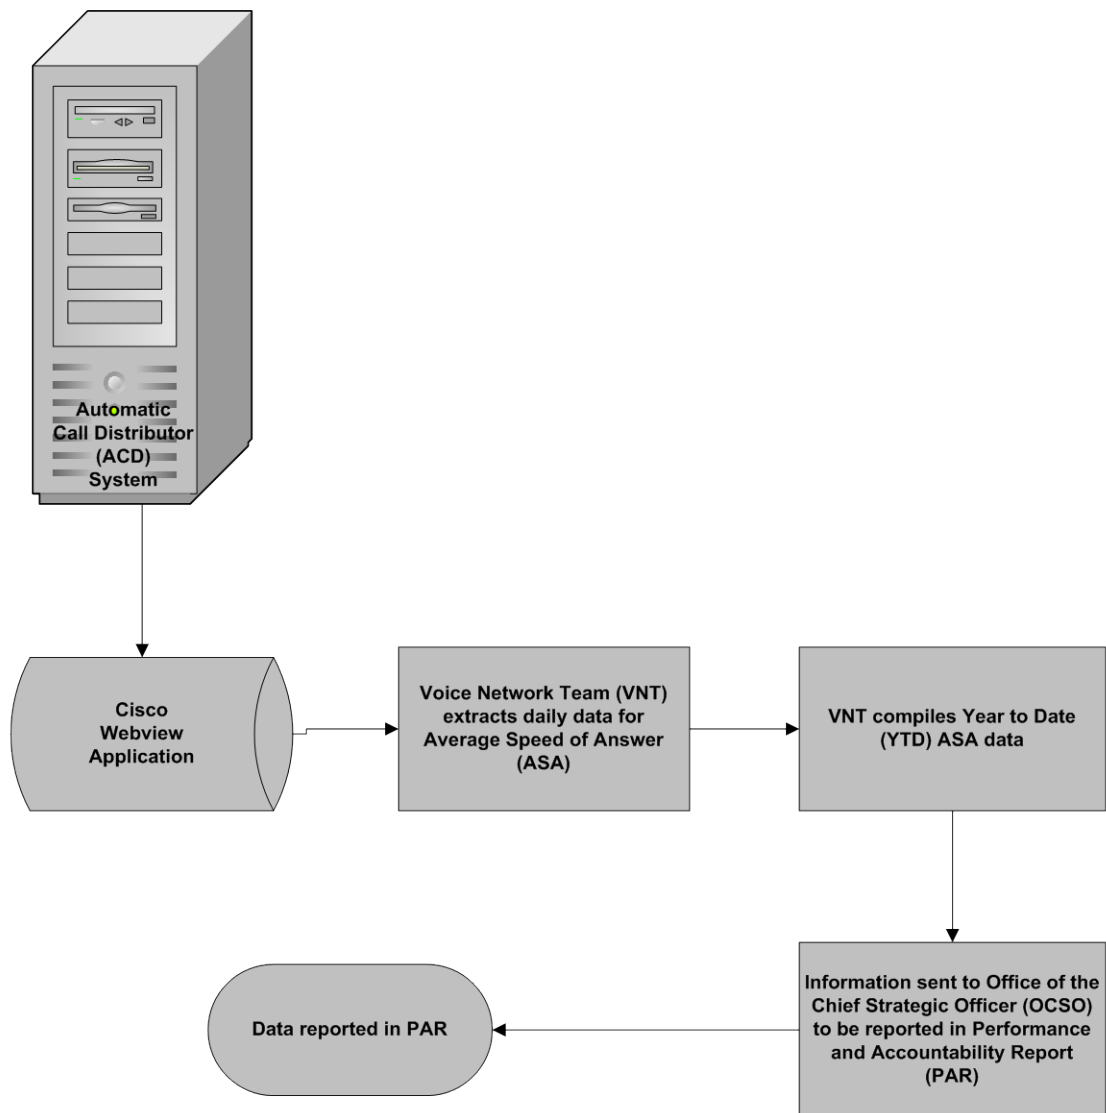 Automatic
Call Distributor
(ACD)
System
Cisco
Webview
Application
Voice Network Team (VNT)
extracts daily data for
Average Speed of Answer
(ASA)
VNT compiles Year to Date
(YTD) ASA data
Information sent to Office of the
Chief Strategic Officer (OCSO)
to be reported in Performance
and Accountability Report
(PAR)
Data reported in PAR